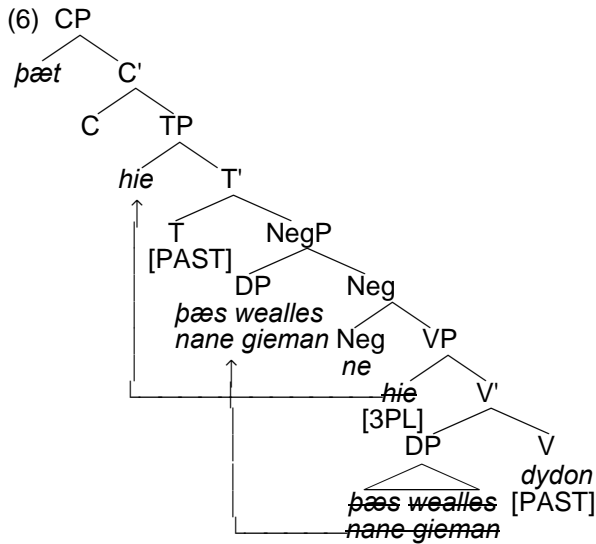 (6) CP
þæt C'
C TP
hie T'
T NegP
[PAST] DP Neg
þæs wealles Neg VP
nane gieman ne
hie V'
[3PL] DP V
dydon
þæs wealles [PAST]
nane gieman